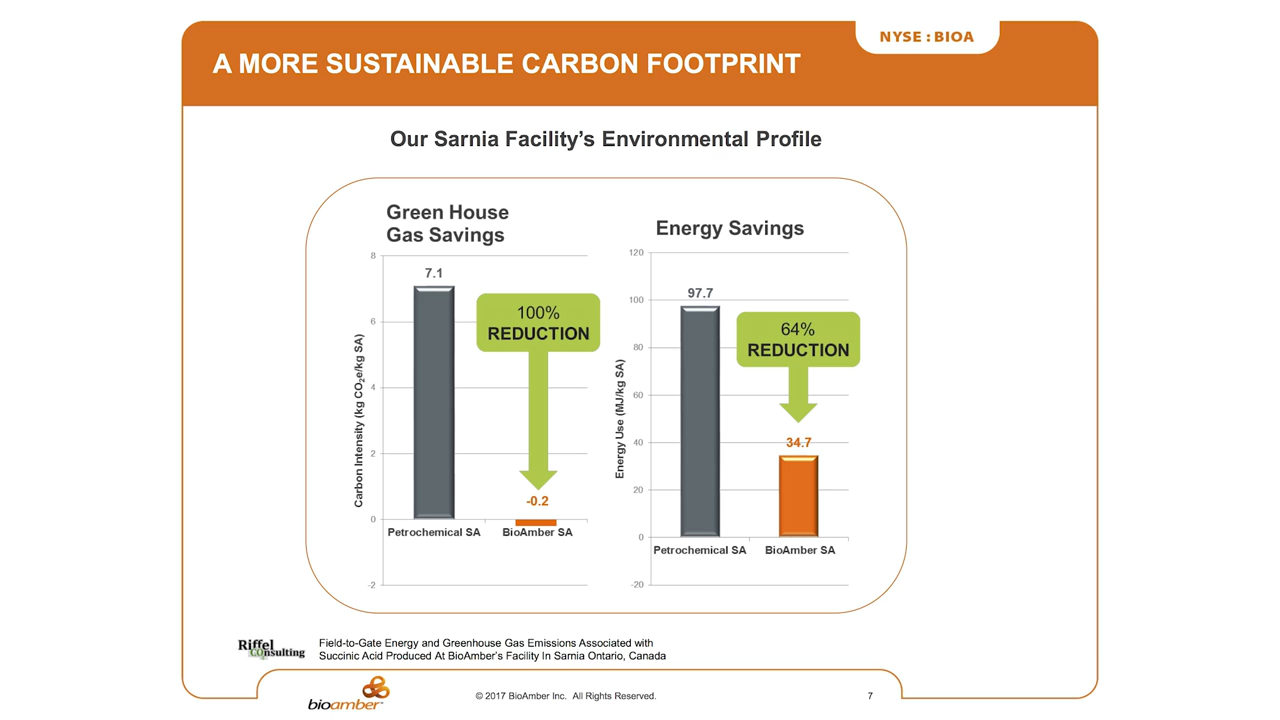 NYSE : BIOA
A MORE SUSTAINABLE CARBON FOOTPRINT
Our Sarnia Facility’s Environmental Profile
Green House
Gas Savings
8
6
4
2
0
-2
Carbon Intensity (kg CO₂e/kg SA)
7.1
100%
REDUCTION
-0.2
Petrochemical SA
BioAmber SA
Energy Savings
120
100
80
60
40
20
0
-20
Energy Use (MJ/kg SA)
97.7
64%
REDUCTION
34.7
Petrochemical SA
BioAmber SA
Riffel
COnsulting
Field-to-Gate Energy and Greenhouse Gas Emissions Associated with
Succinic Acid Produced At BioAmber’s Facility In Sarnia Ontario, Canada
bioamber™
© 2017 BioAmber Inc. All Rights Reserved.
7